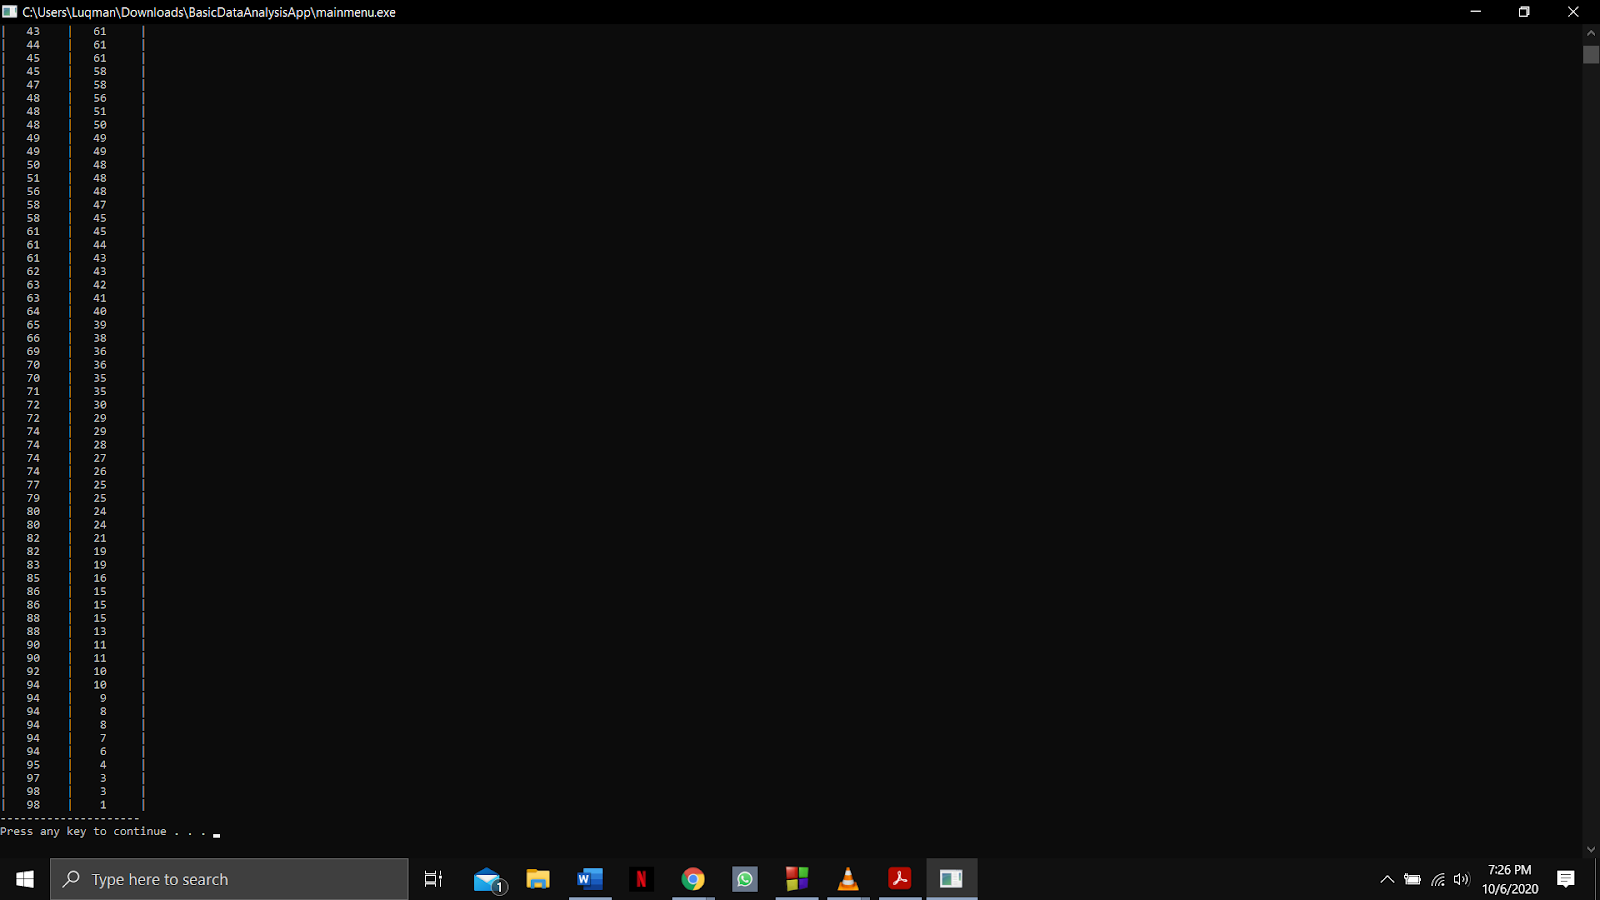 C:\Users\Luqman\Downloads\BasicDataAnalysisApp\mainmenu.exe
| 43 | 61 |
| 44 | 61 |
| 45 | 61 |
| 45 | 58 |
| 47 | 58 |
| 48 | 56 |
| 48 | 51 |
| 48 | 50 |
| 49 | 49 |
| 49 | 49 |
| 50 | 48 |
| 51 | 48 |
| 56 | 48 |
| 58 | 47 |
| 58 | 45 |
| 61 | 45 |
| 61 | 44 |
| 61 | 43 |
| 62 | 43 |
| 63 | 42 |
| 63 | 41 |
| 64 | 40 |
| 65 | 39 |
| 66 | 38 |
| 69 | 36 |
| 70 | 36 |
| 70 | 35 |
| 71 | 35 |
| 72 | 30 |
| 72 | 29 |
| 74 | 29 |
| 74 | 28 |
| 74 | 27 |
| 74 | 26 |
| 77 | 25 |
| 79 | 25 |
| 80 | 24 |
| 80 | 24 |
| 82 | 21 |
| 82 | 19 |
| 83 | 19 |
| 85 | 16 |
| 86 | 15 |
| 86 | 15 |
| 88 | 15 |
| 88 | 13 |
| 90 | 11 |
| 90 | 11 |
| 92 | 10 |
| 94 | 10 |
| 94 | 9 |
| 94 | 8 |
| 94 | 8 |
| 94 | 7 |
| 94 | 6 |
| 95 | 4 |
| 97 | 3 |
| 98 | 3 |
| 98 | 1 |
---------------------
Press any key to continue . . .
Type here to search
1
W
N
7:26 PM
10/6/2020